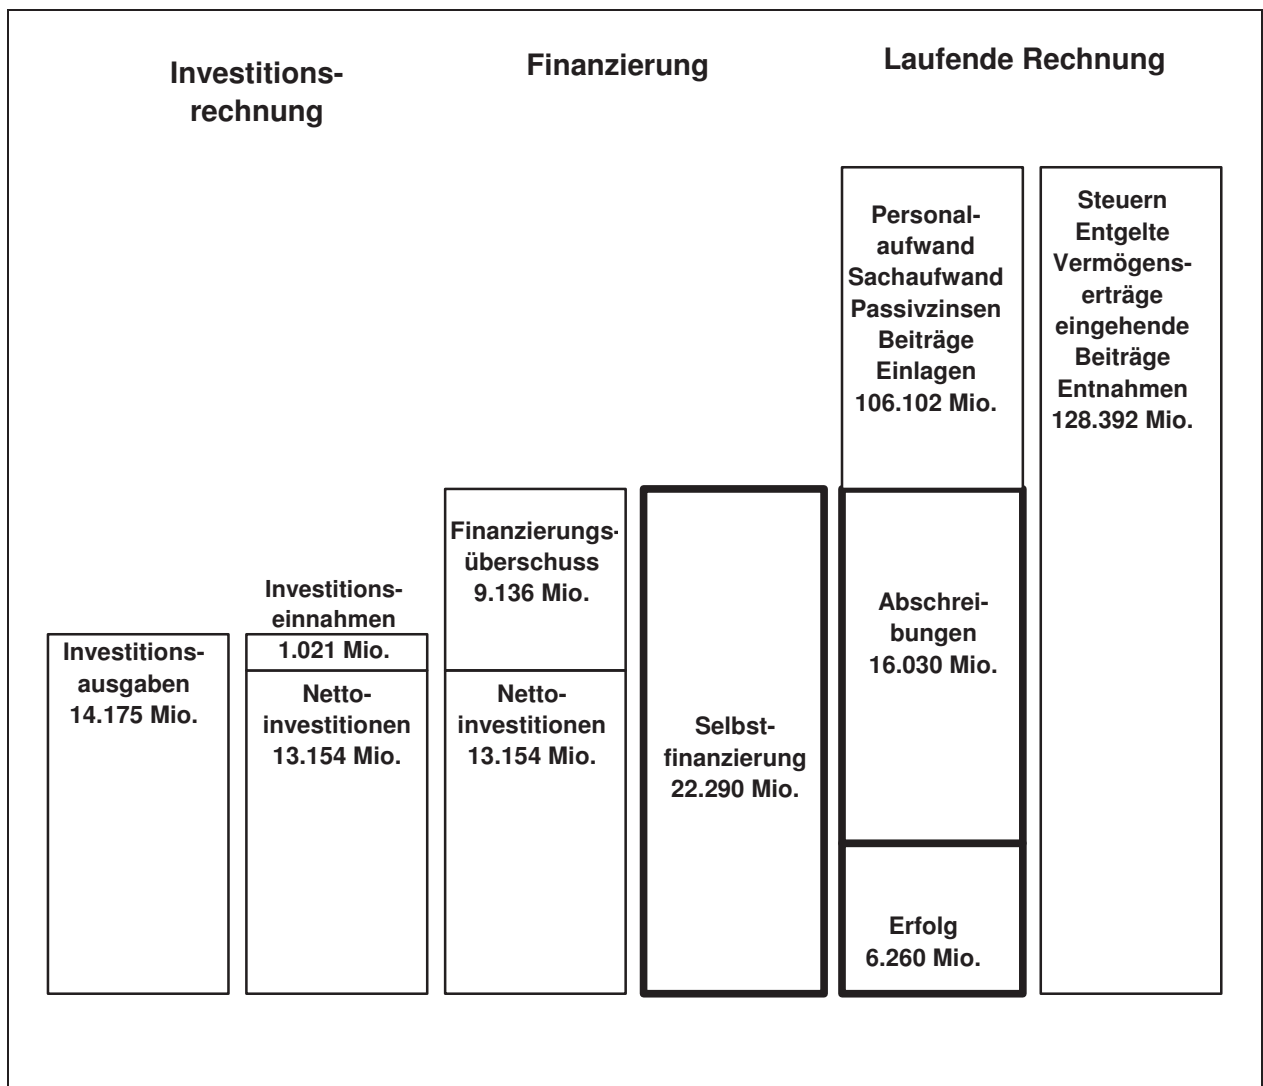 Investitions-
rechnung
Finanzierung
Laufende Rechnung
Investitions-
ausgaben
14.175 Mio.
Investitions-
einnahmen
1.021 Mio.
Netto-
investitionen
13.154 Mio.
Finanzierungs-
überschuss
9.136 Mio.
Netto-
investitionen
13.154 Mio.
Selbst-
finanzierung
22.290 Mio.
Personal-
aufwand
Sachaufwand
Passivzinsen
Beiträge
Einlagen
106.102 Mio.
Abschrei-
bungen
16.030 Mio.
Erfolg
6.260 Mio.
Steuern
Entgelte
Vermögens-
erträge
eingehende
Beiträge
Entnahmen
128.392 Mio.